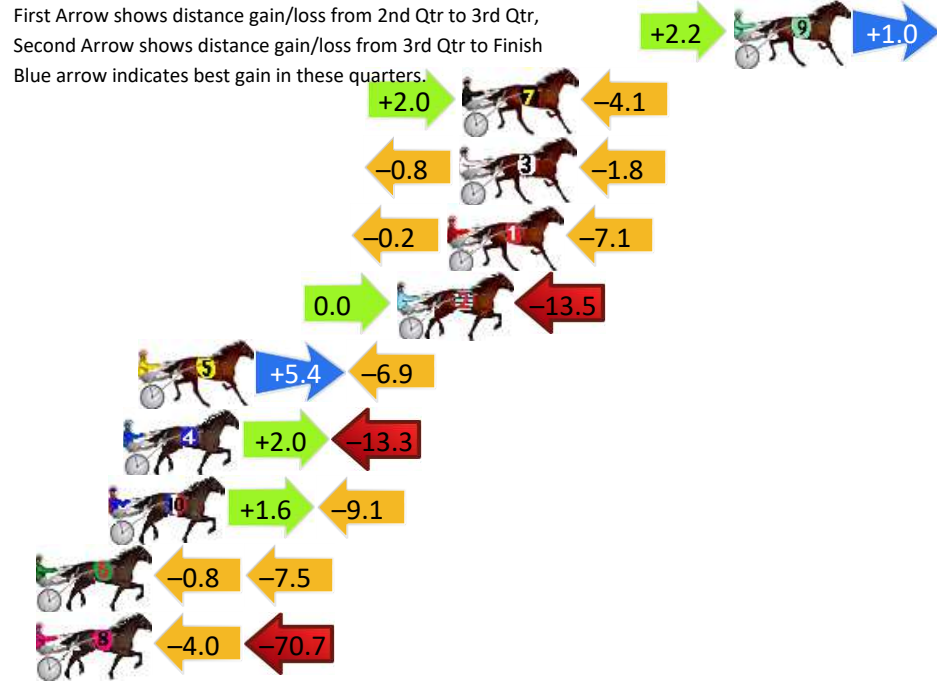 First Arrow shows distance gain/loss from 2nd Qtr to 3rd Qtr,
Second Arrow shows distance gain/loss from 3rd Qtr to Finish
Blue arrow indicates best gain in these quarters.
+2.2 9 +1.0
+2.0 7 –4.1
–0.8 3 –1.8
–0.2 1 –7.1
0.0 2 –13.5
5 +5.4 –6.9
4 +2.0 –13.3
10 +1.6 –9.1
6 –0.8 –7.5
8 –4.0 –70.7